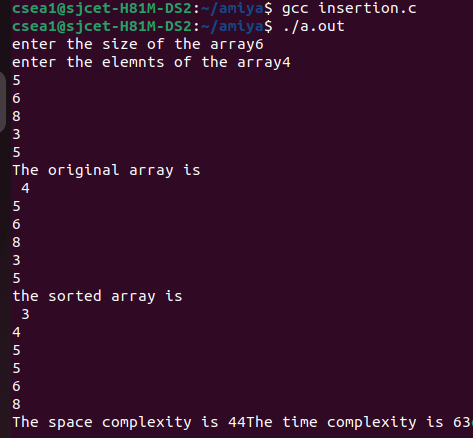 csea1@sjcet-H81M-DS2:~/amiya$ gcc insertion.c
csea1@sjcet-H81M-DS2:~/amiya$ ./a.out
enter the size of the array6
enter the elemnts of the array4
5
6
8
3
5
The original array is
4
5
6
8
3
5
the sorted array is
3
4
5
5
6
8
The space complexity is 44The time complexity is 63